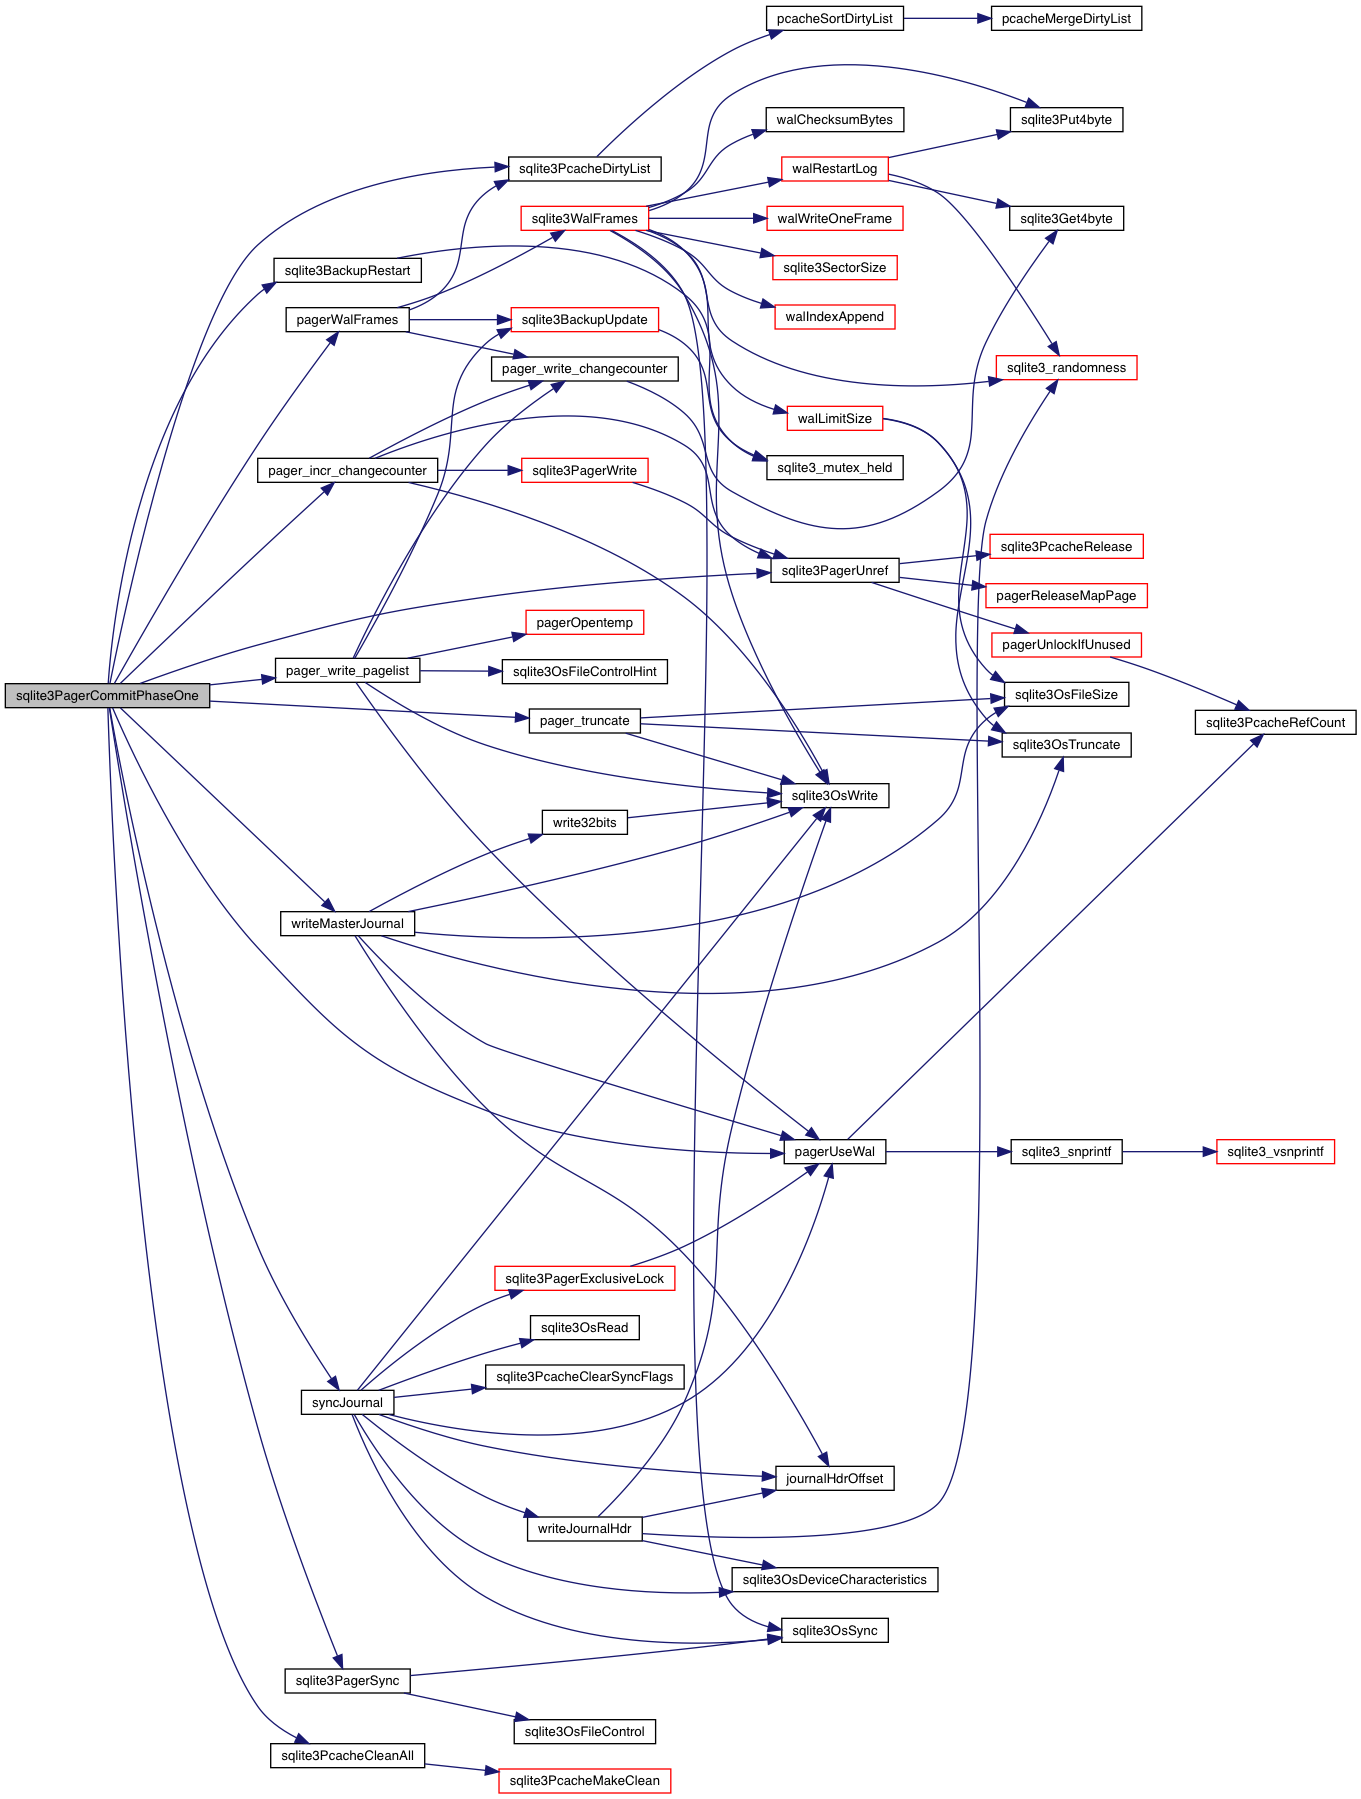 pcacheSortDirtyList
pcacheMergeDirtyList
sqlite3Put4byte
walChecksumBytes
sqlite3PcacheDirtyList
walRestartLog
sqlite3WalFrames
walWriteOneFrame
sqlite3Get4byte
sqlite3BackupRestart
sqlite3SectorSize
pagerWalFrames
sqlite3BackupUpdate
walIndexAppend
pager_write_changecounter
sqlite3_randomness
walLimitSize
pager_incr_changecounter
sqlite3PagerWrite
sqlite3_mutex_held
sqlite3PcacheRelease
sqlite3PagerUnref
pagerReleaseMapPage
pagerOpentemp
pagerUnlockIfUnused
pager_write_pagelist
sqlite3OsFileControlHint
sqlite3PagerCommitPhaseOne
sqlite3OsFileSize
pager_truncate
sqlite3PcacheRefCount
sqlite3OsTruncate
sqlite3OsWrite
write32bits
writeMasterJournal
pagerUseWal
sqlite3_snprintf
sqlite3_vsnprintf
sqlite3PagerExclusiveLock
sqlite3OsRead
sqlite3PcacheClearSyncFlags
syncJournal
journalHdrOffset
writeJournalHdr
sqlite3OsDeviceCharacteristics
sqlite3OsSync
sqlite3PagerSync
sqlite3OsFileControl
sqlite3PcacheCleanAll
sqlite3PcacheMakeClean